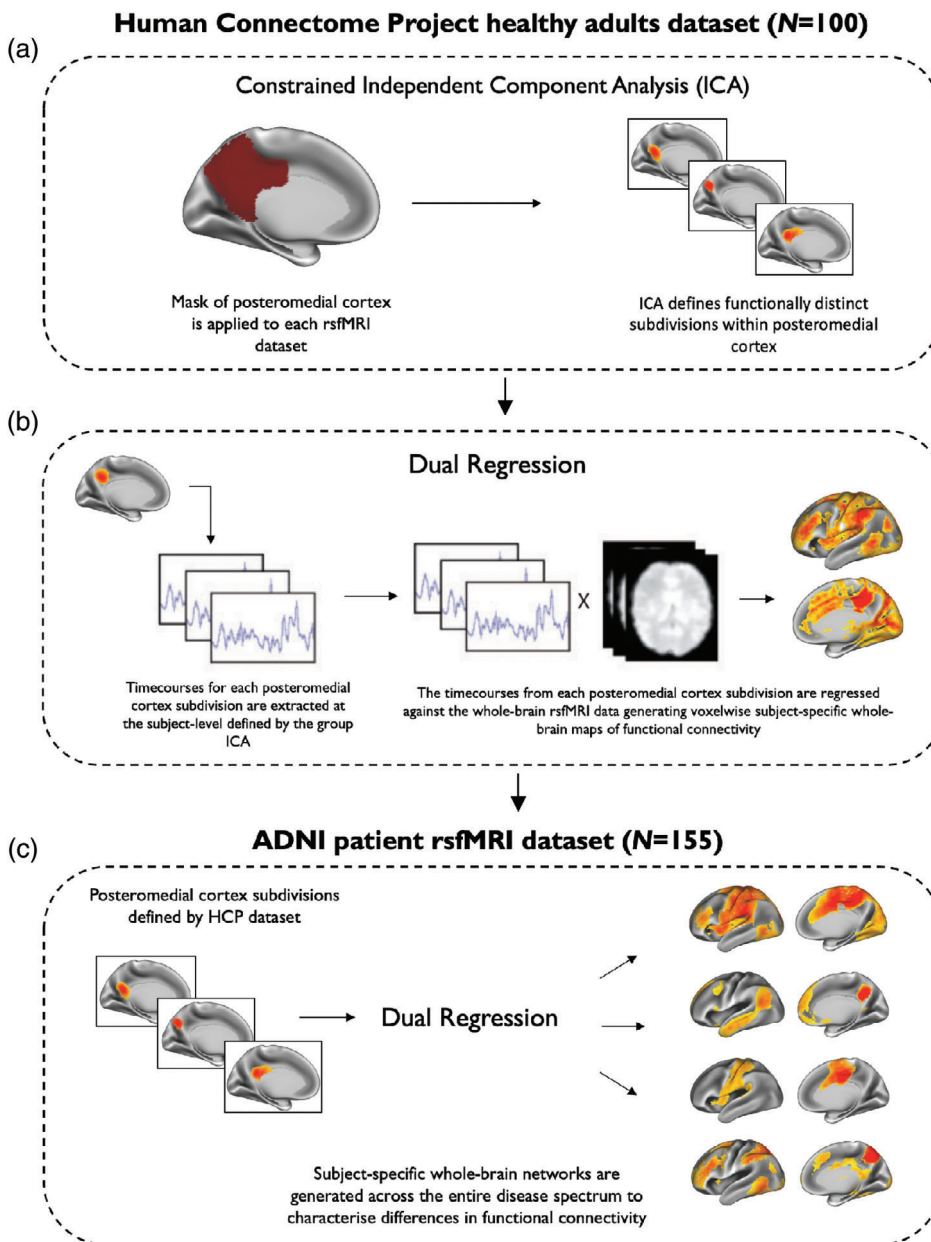 Human Connectome Project healthy adults dataset (N=100)
(a)
Constrained Independent Component Analysis (ICA)
Mask of posteromedial cortex
is applied to each rsfMRI
dataset
ICA defines functionally distinct
subdivisions within posteromedial
cortex
(b)
Dual Regression
X
Timecourses for each posteromedial
cortex subdivision are extracted at
the subject-level defined by the group
ICA
The timecourses from each posteromedial cortex subdivision are regressed
against the whole-brain rsfMRI data generating voxelwise subject-specific whole-
brain maps of functional connectivity
ADNI patient rsfMRI dataset (N=155)
(c)
Posteromedial cortex subdivisions
defined by HCP dataset
Dual Regression
Subject-specific whole-brain networks are
generated across the entire disease spectrum to
characterise differences in functional connectivity